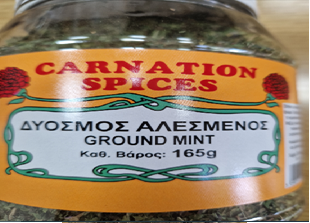 CARNATION
SPICES
ΔΥΟΣΜΟΣ ΑΛΕΣΜΕΝΟΣ
GROUND MINT
Καθ. Βάρος: 165g